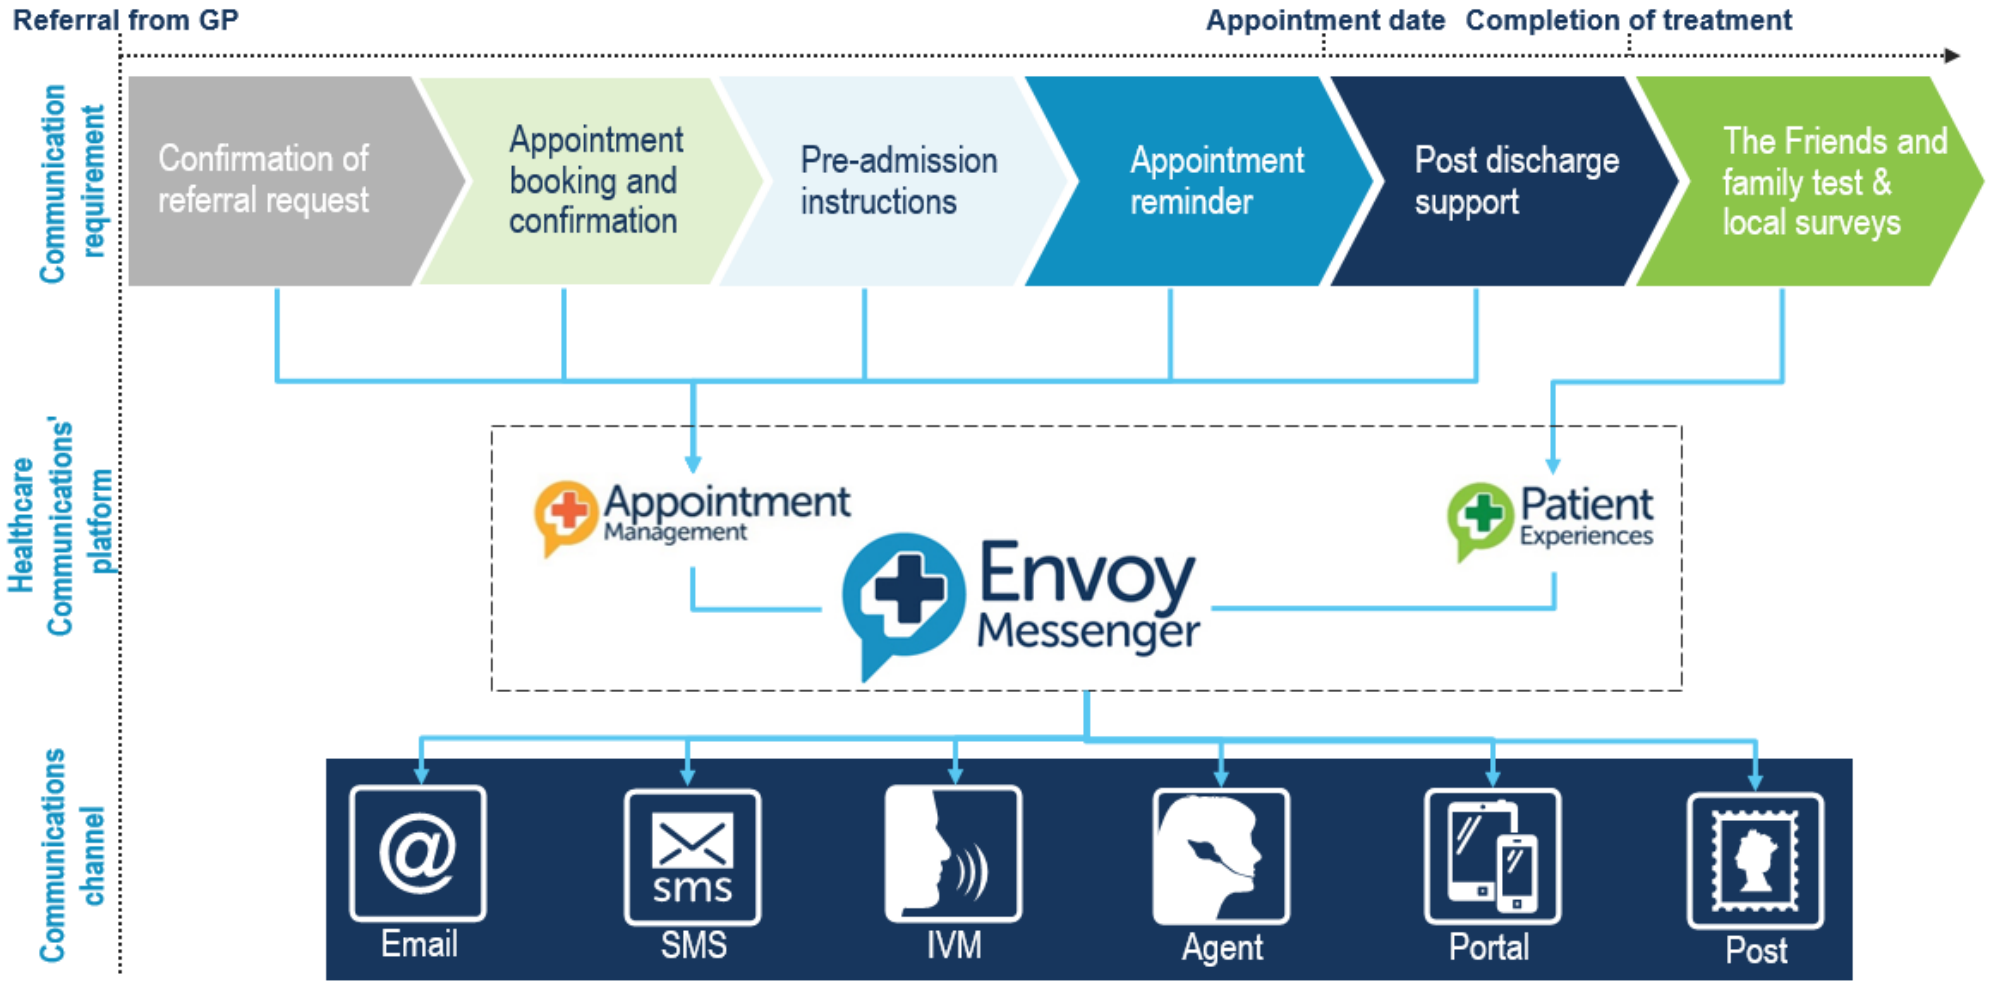 Referral from GP
Appointment date
Completion of treatment
Communication
requirement
Confirmation of
referral request
Appointment
booking and
confirmation
Pre-admission
instructions
Appointment
reminder
Post discharge
support
The Friends and
family test &
local surveys
Healthcare
Communications'
platform
Appointment
Management
Envoy
Messenger
Patient
Experiences
Communications
channel
@
sms
Email
SMS
IVM
Agent
Portal
Post